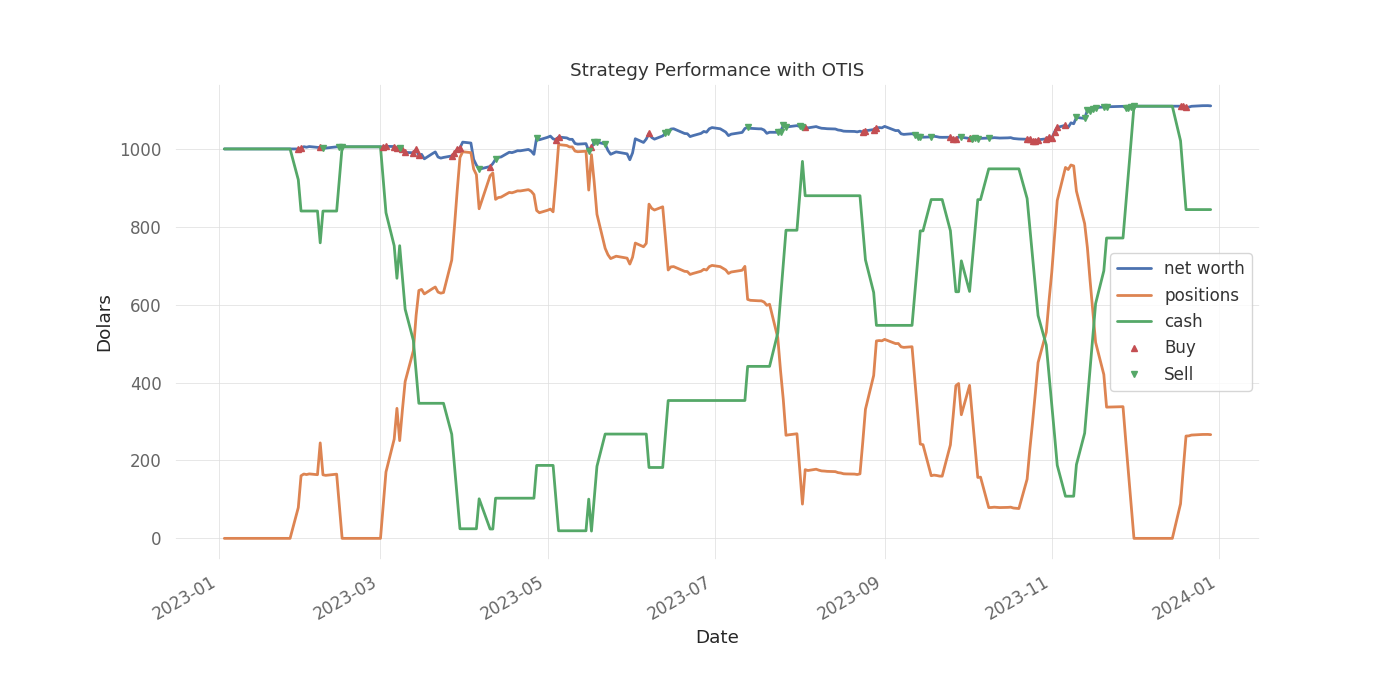 Strategy Performance with OTIS
Dolars
1000
800
600
400
200
0
net worth
positions
cash
Buy
Sell
2023-01
2023-03
2023-05
2023-07
2023-09
2023-11
2024-01
Date